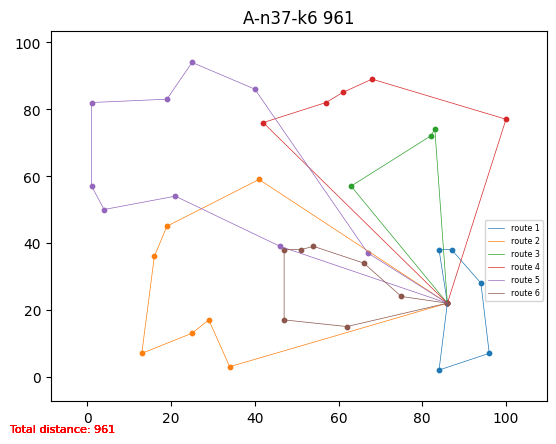 A-n37-k6 961
100
80
60
40
20
0
route 1
route 2
route 3
route 4
route 5
route 6
0 20 40 60 80 100
Total distance: 961